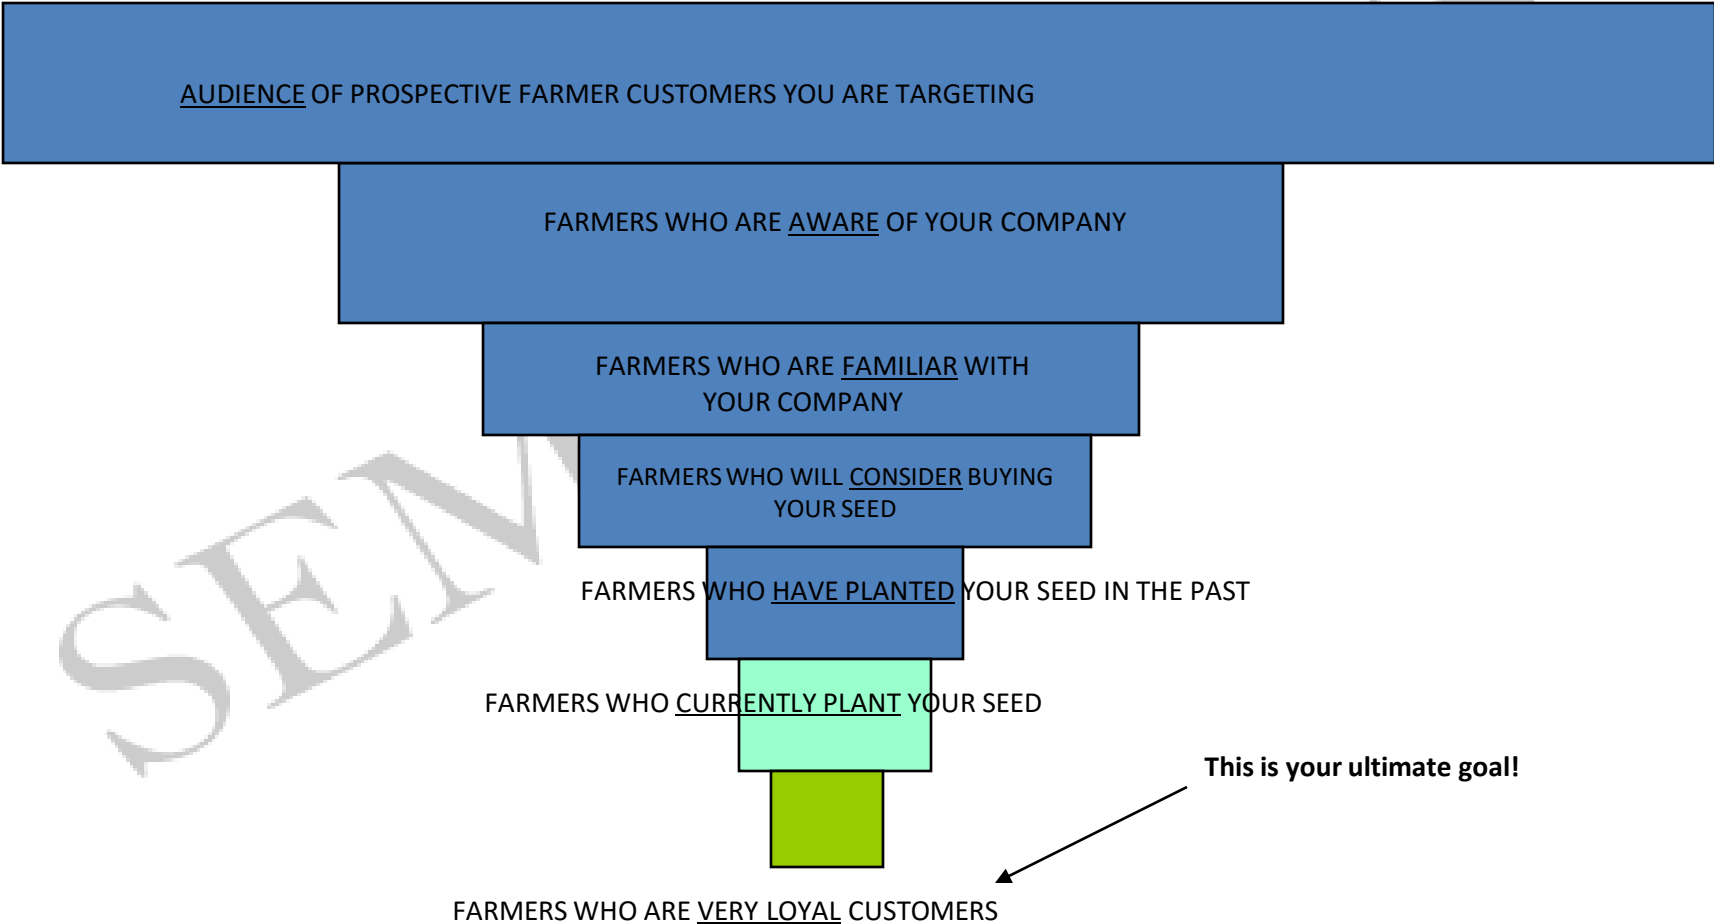 AUDIENCE OF PROSPECTIVE FARMER CUSTOMERS YOU ARE TARGETING
FARMERS WHO ARE AWARE OF YOUR COMPANY
FARMERS WHO ARE FAMILIAR WITH
YOUR COMPANY
FARMERS WHO WILL CONSIDER BUYING
YOUR SEED
FARMERS WHO HAVE PLANTED YOUR SEED IN THE PAST
FARMERS WHO CURRENTLY PLANT YOUR SEED
This is your ultimate goal!
FARMERS WHO ARE VERY LOYAL CUSTOMERS